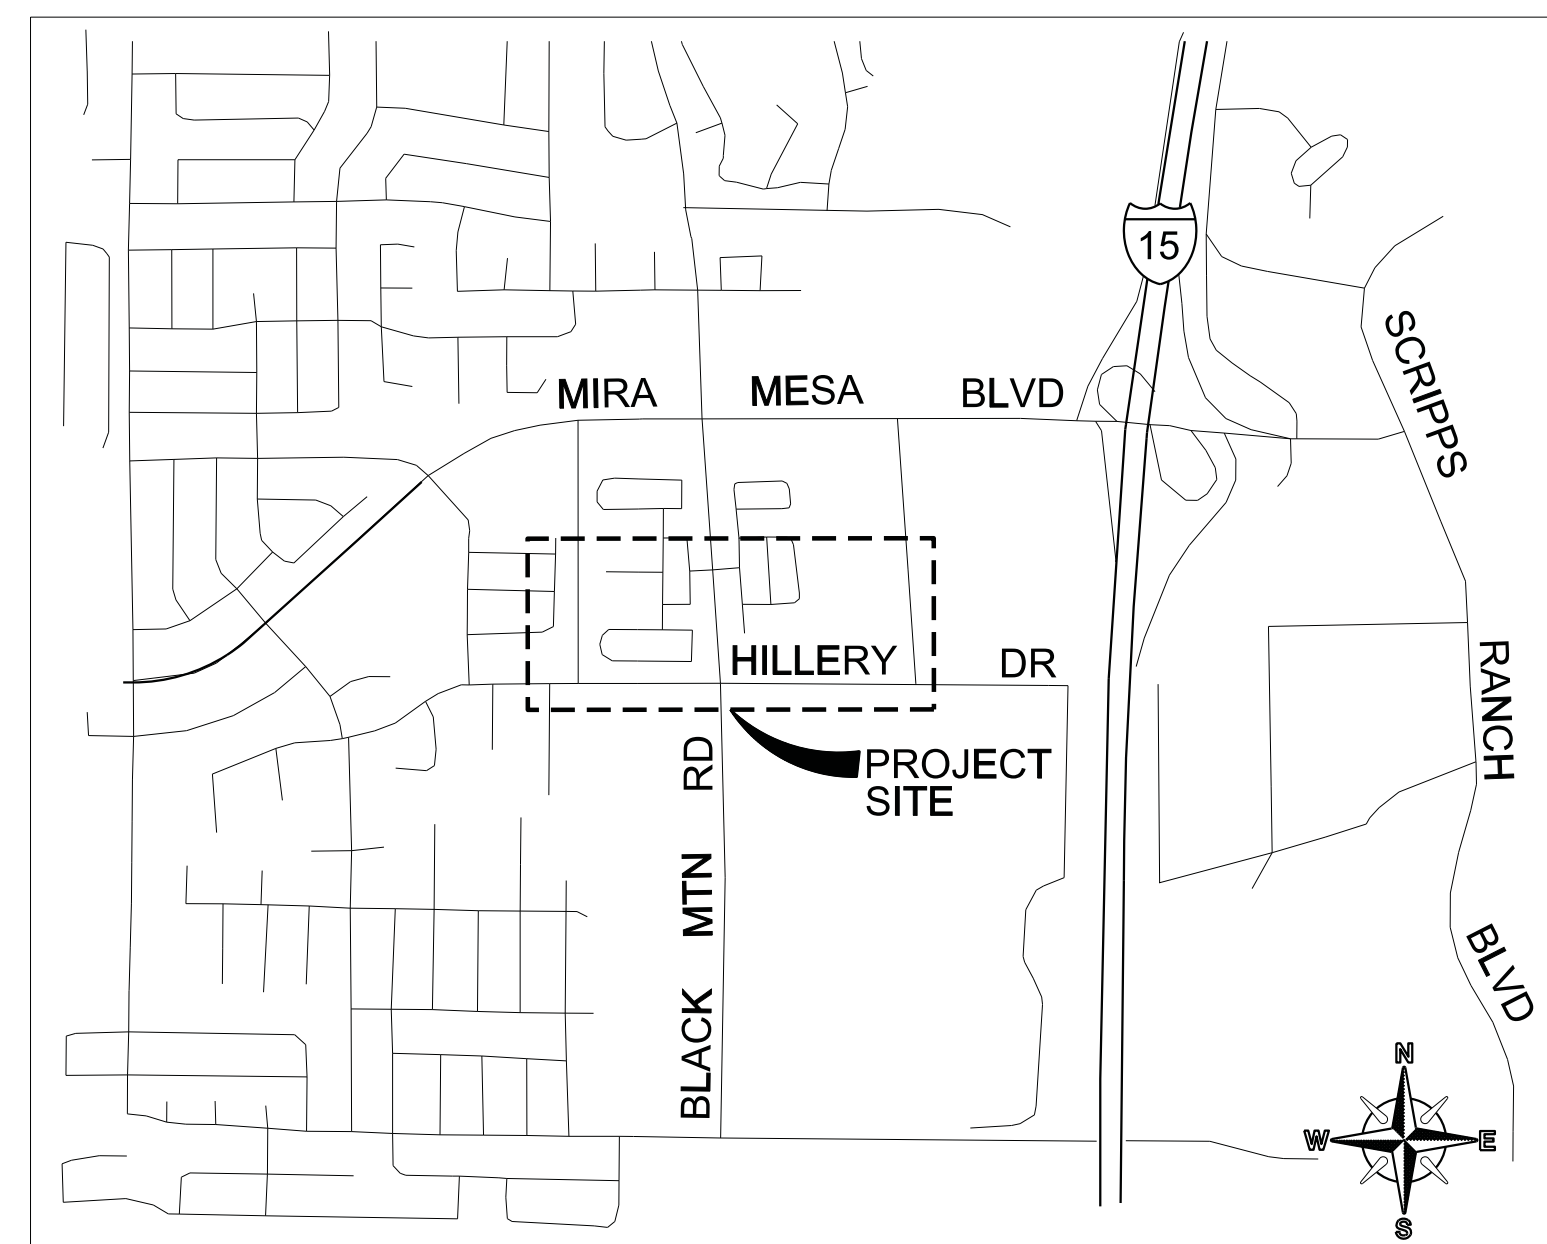 15
MIRA MESA BLVD
SCRIPPS RANCH BLVD
HILLERY DR
BLACK MTN RD
PROJECT
SITE
N
W E
S